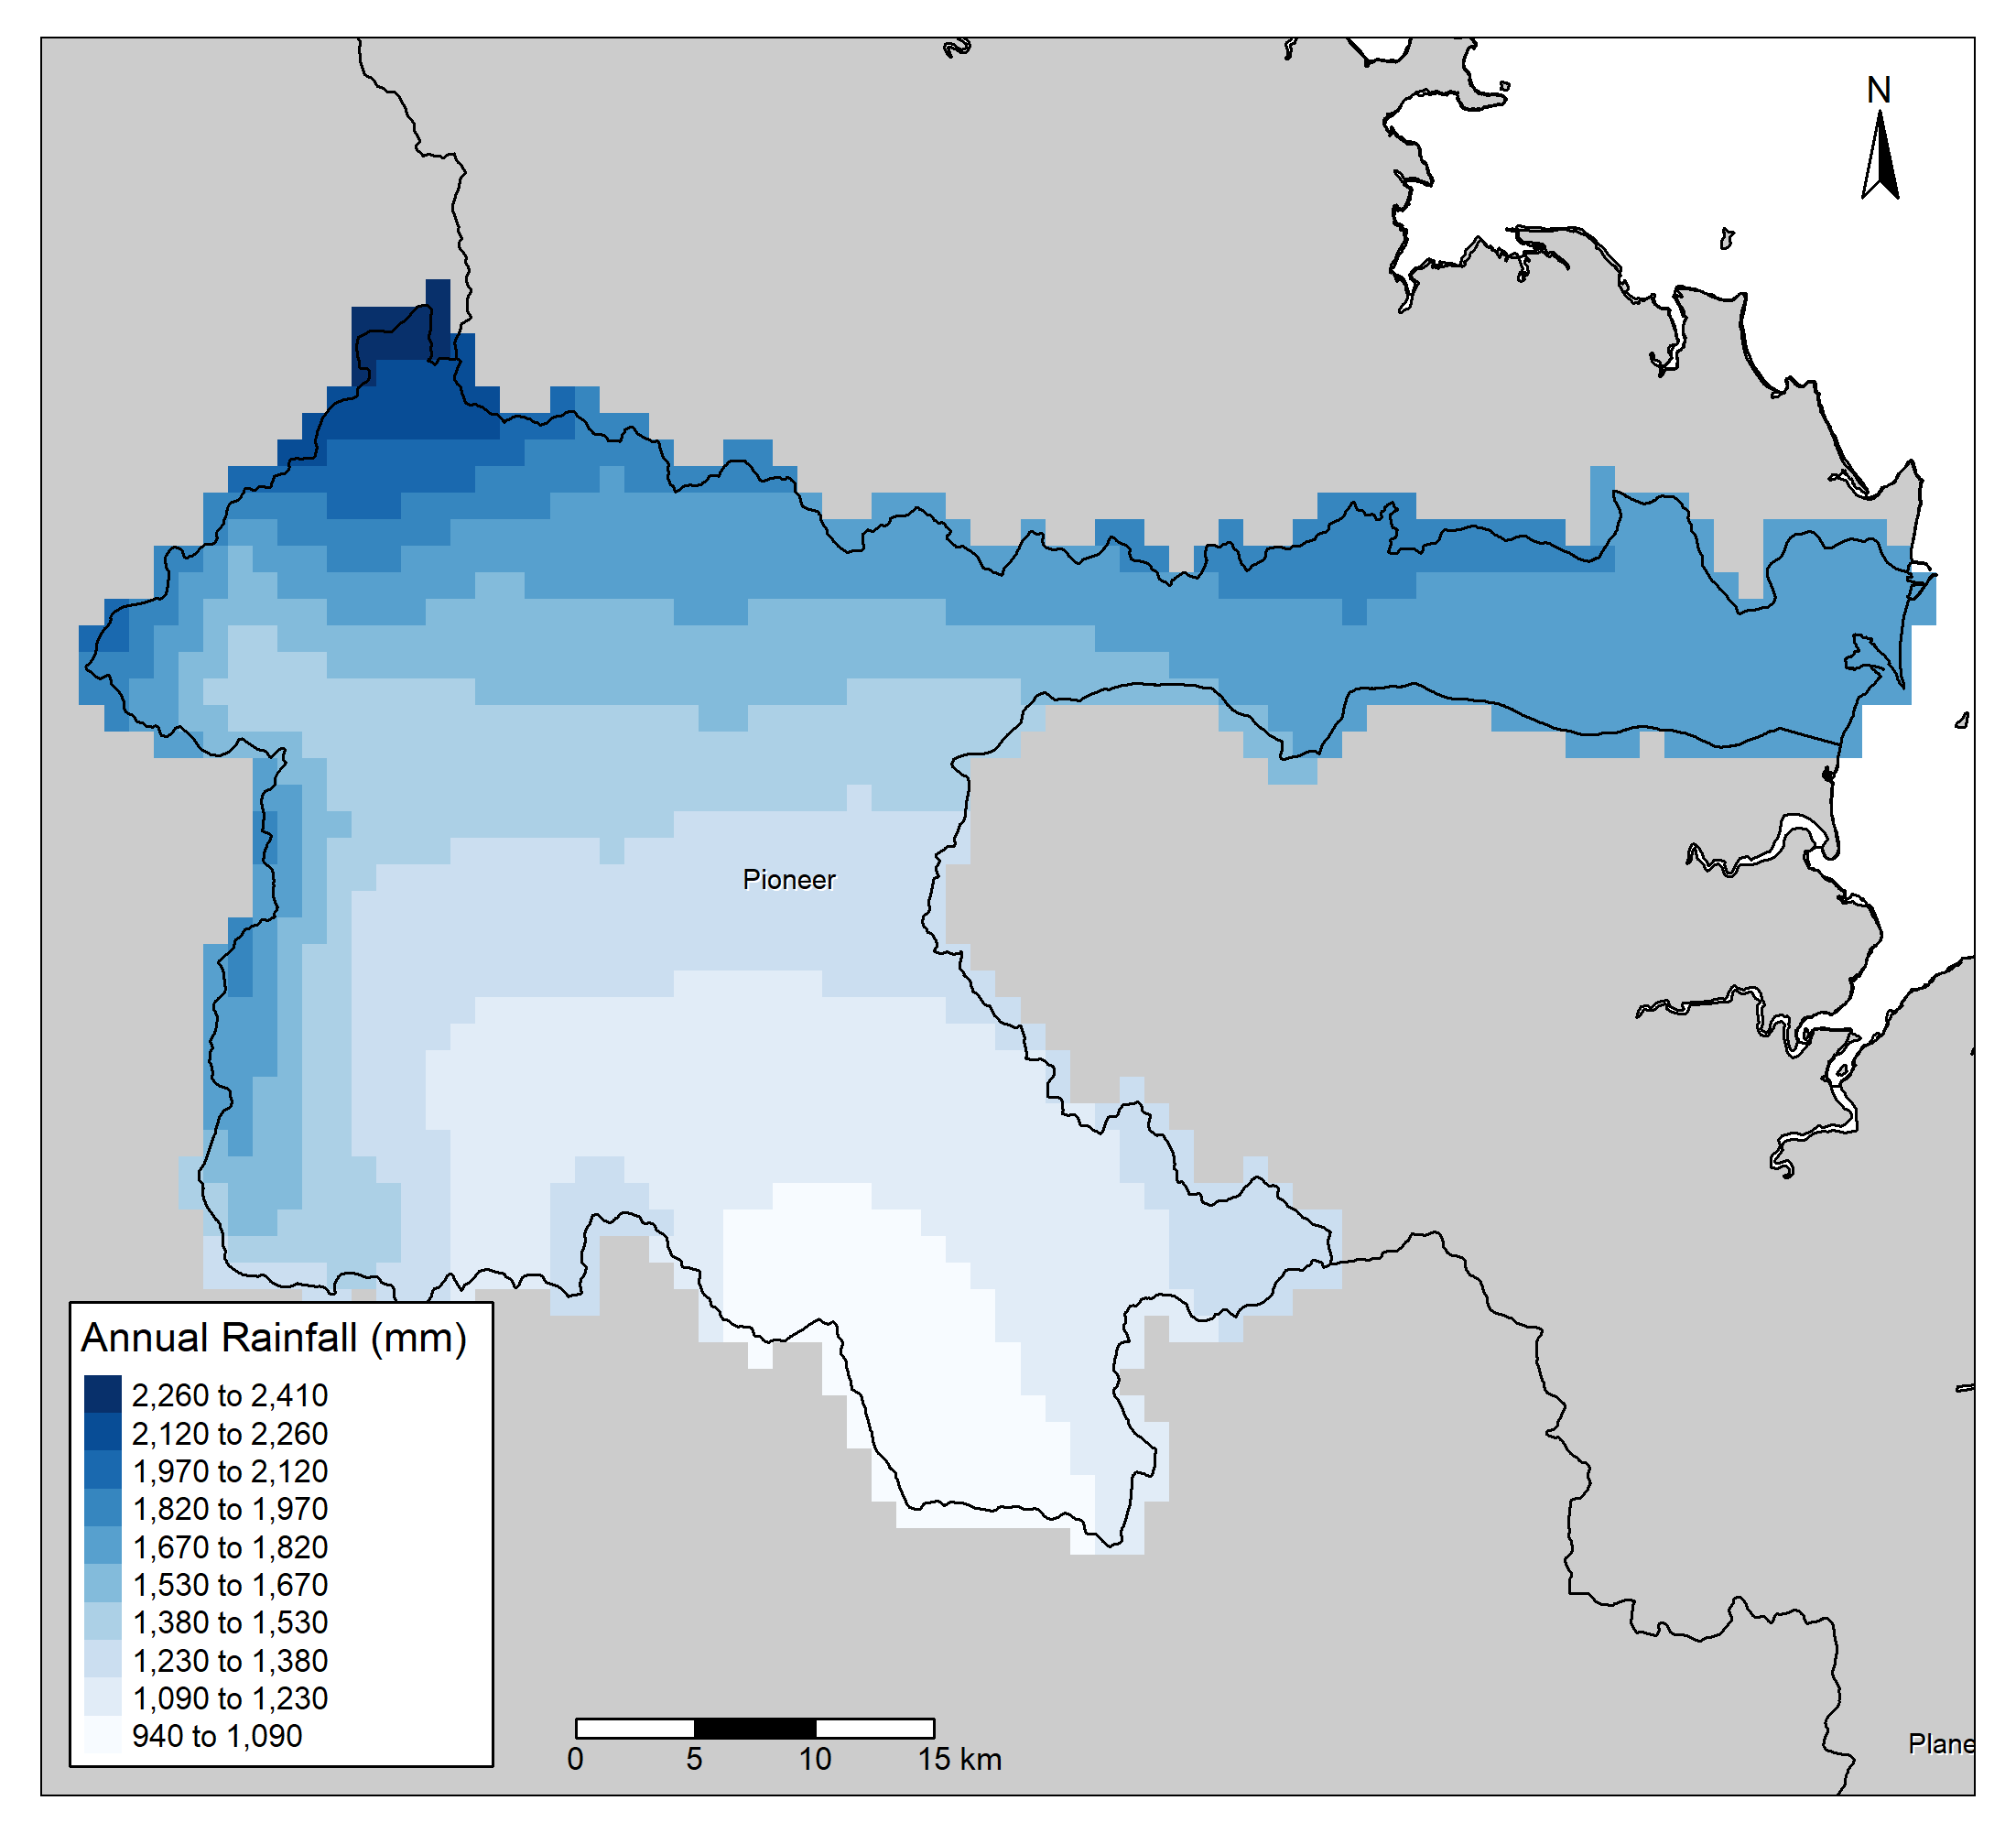 N
Pioneer
Annual Rainfall (mm)
2,260 to 2,410
2,120 to 2,260
1,970 to 2,120
1,820 to 1,970
1,670 to 1,820
1,530 to 1,670
1,380 to 1,530
1,230 to 1,380
1,090 to 1,230
940 to 1,090
0 5 10 15 km
Plane